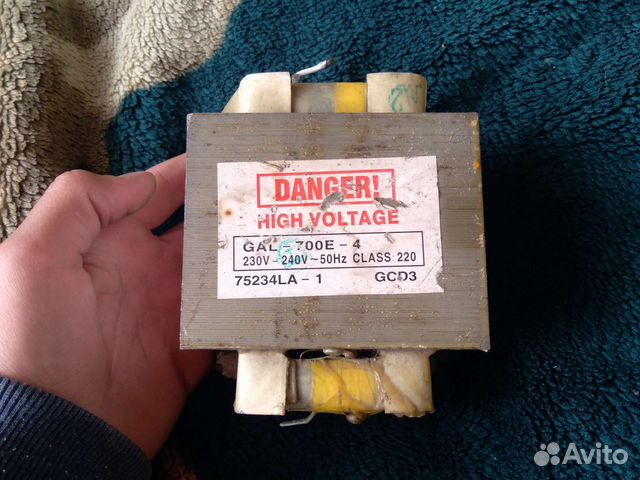 DANGER!
HIGH VOLTAGE
GAL-700E-4
230V-240V~50Hz CLASS 220
75234LA-1 GCD3
Avito